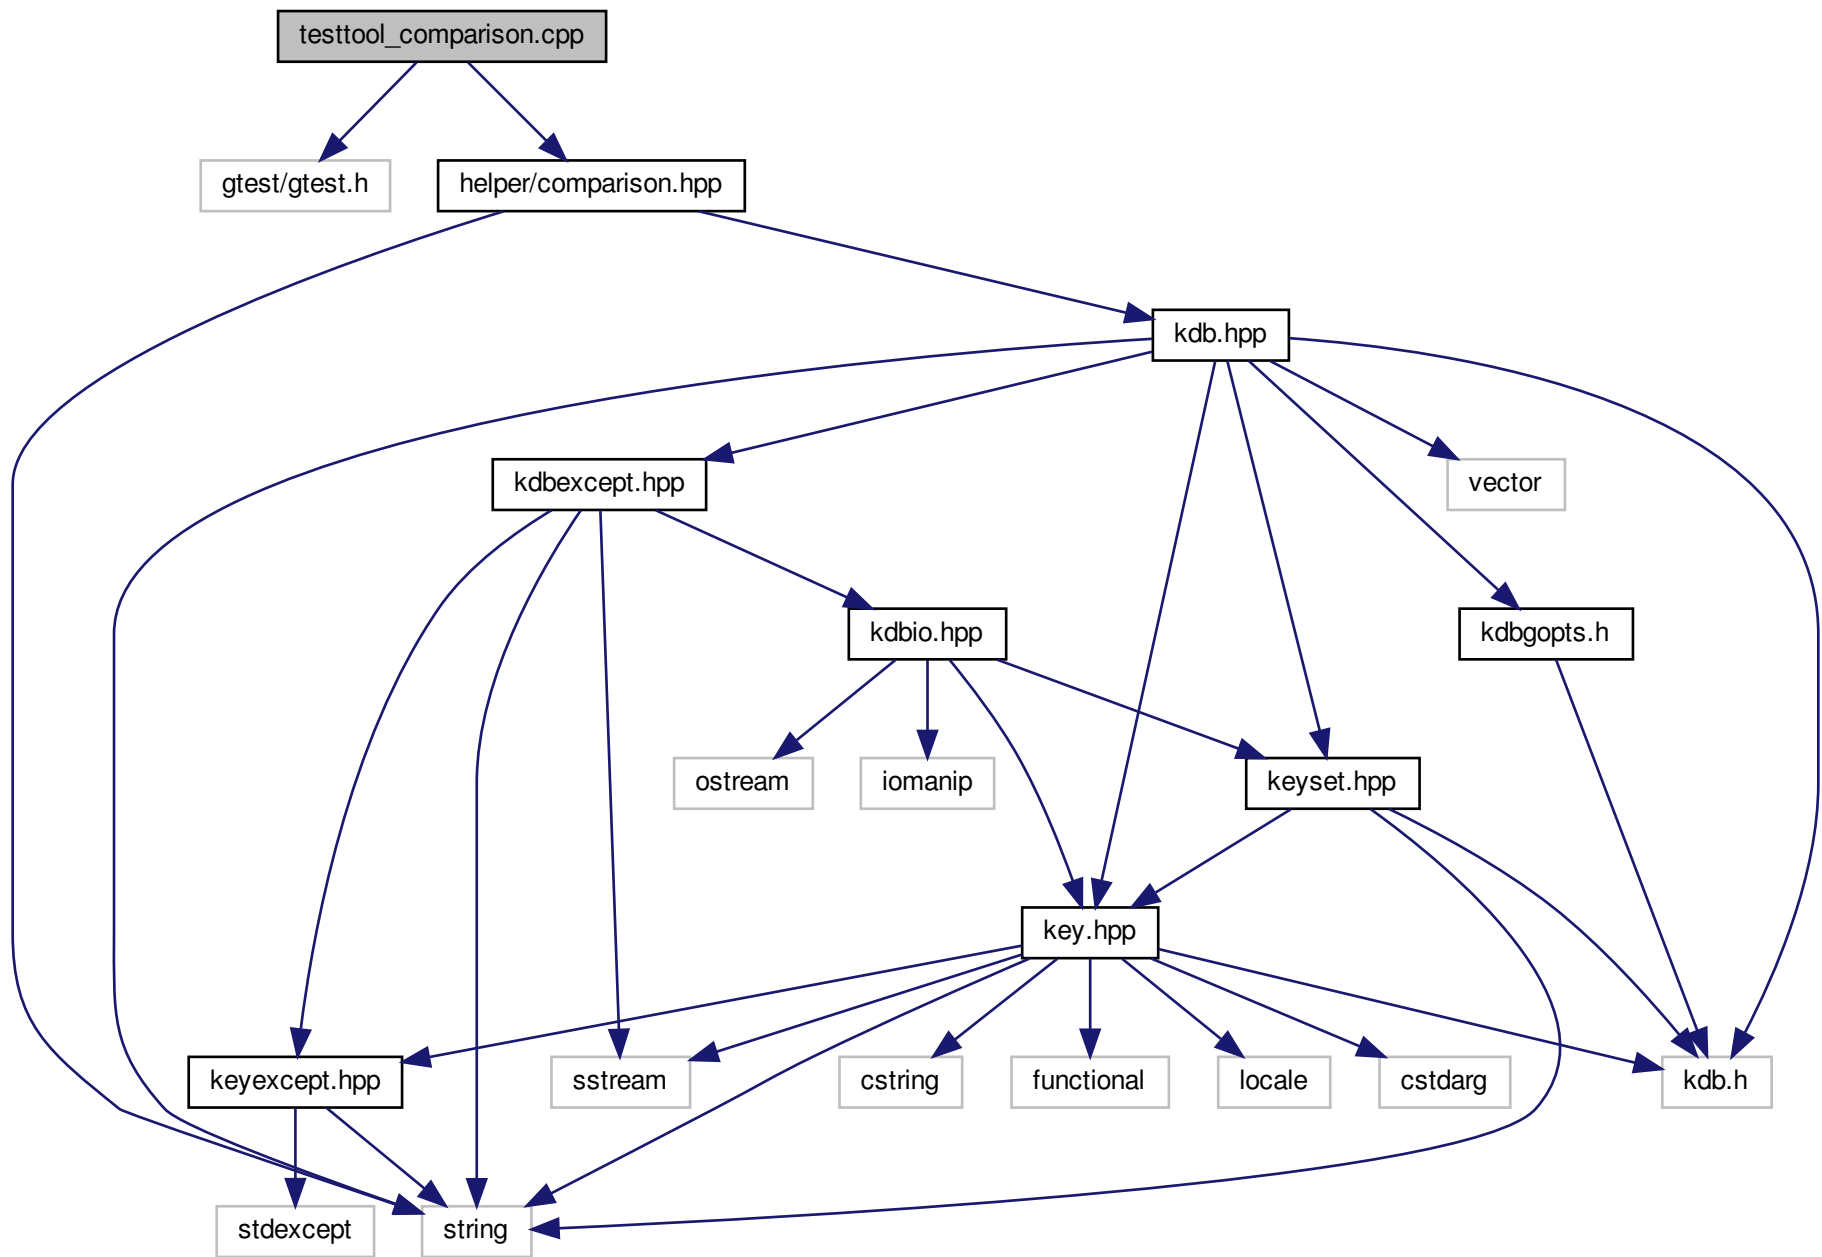 testtool_comparison.cpp
gtest/gtest.h
helper/comparison.hpp
kdb.hpp
kdbexcept.hpp
vector
kdbio.hpp
kdbgopts.h
ostream
iomanip
keyset.hpp
key.hpp
keyexcept.hpp
sstream
cstring
functional
locale
cstdarg
kdb.h
stdexcept
string